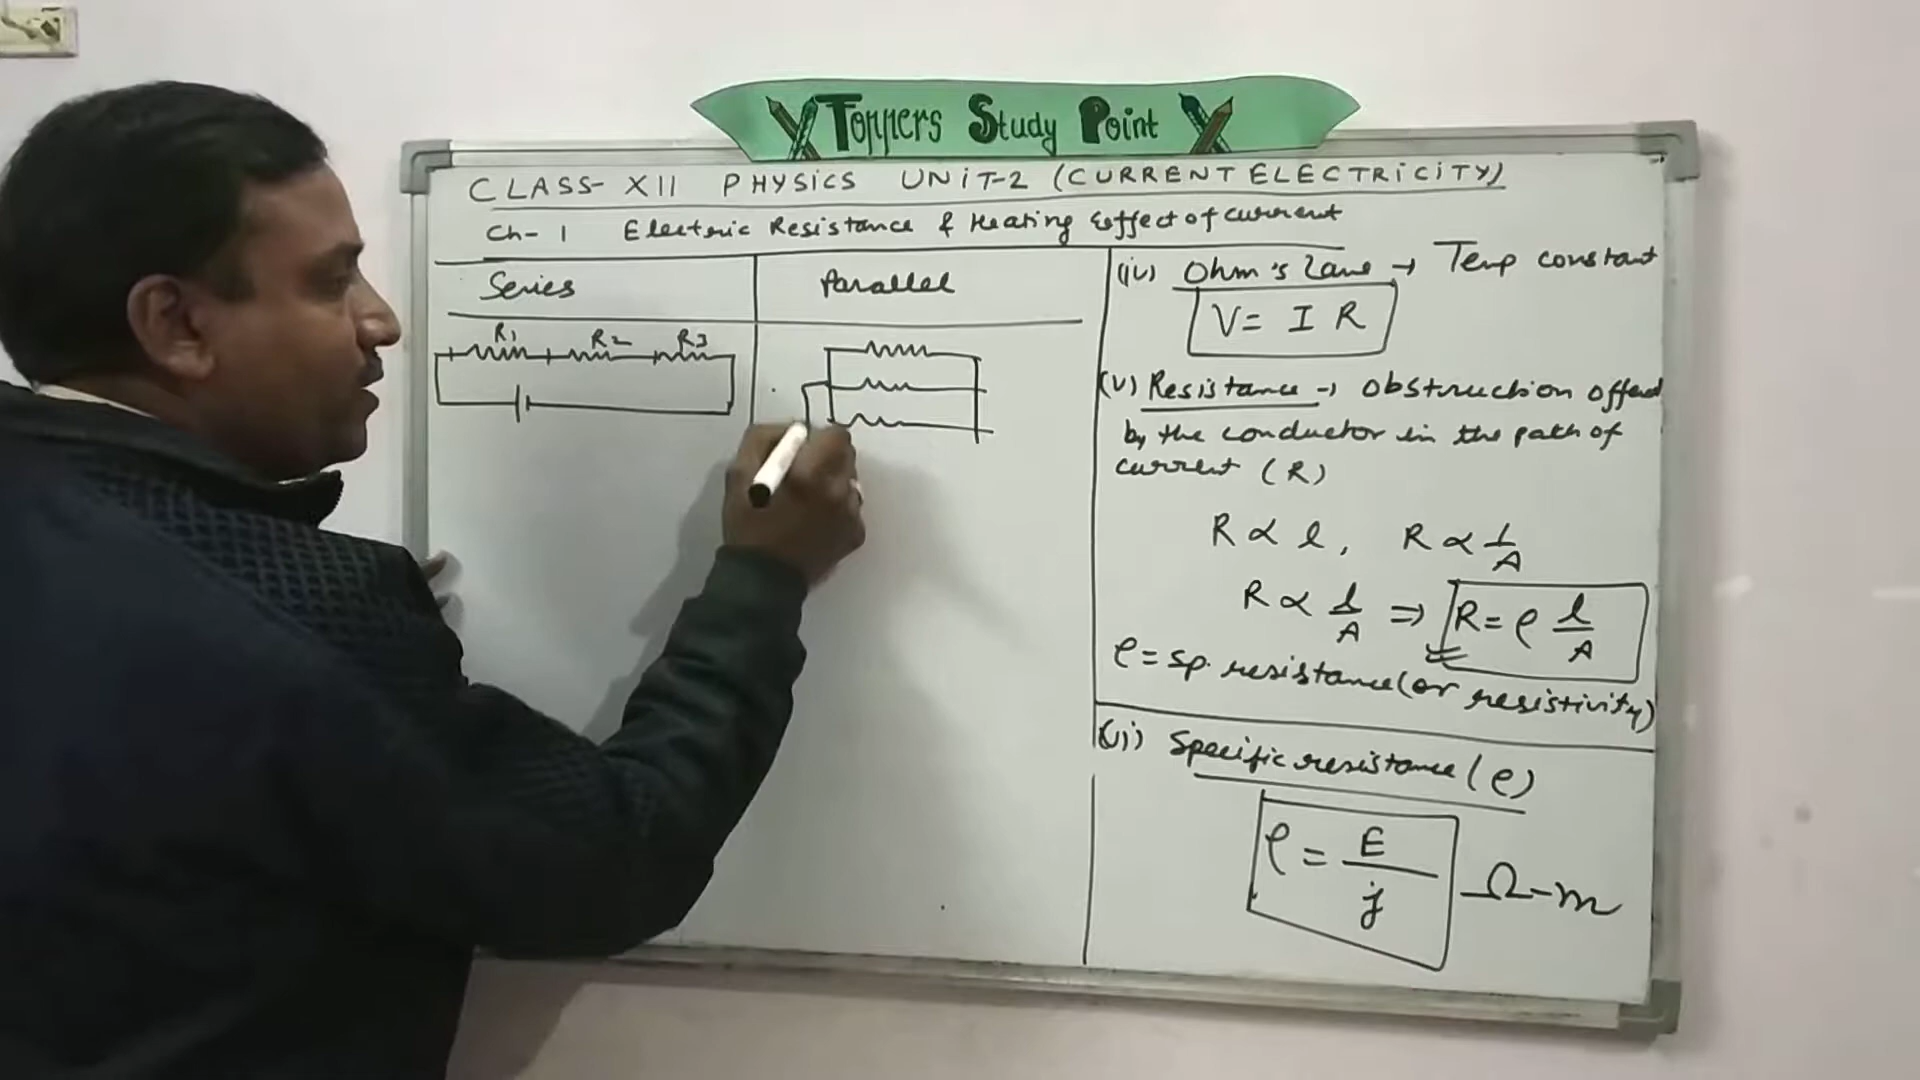 Toppers Study Point
CLASS- XII PHYSICS UNIT-2 (CURRENT ELECTRICITY)
Ch- 1 Electric Resistance & Heating Effect of current
Series
R1 R2 R3
Parallel
(iv) Ohm's Law → Temp constant
V = I R
(v) Resistance → obstruction offered
by the conductor in the path of
current (R)
R ∝ l, R ∝ 1/A
R ∝ l/A ⇒ R = ρ l/A
ρ = sp. resistance (or resistivity)
(vi) Specific resistance (ρ)
ρ = E/j Ω-m